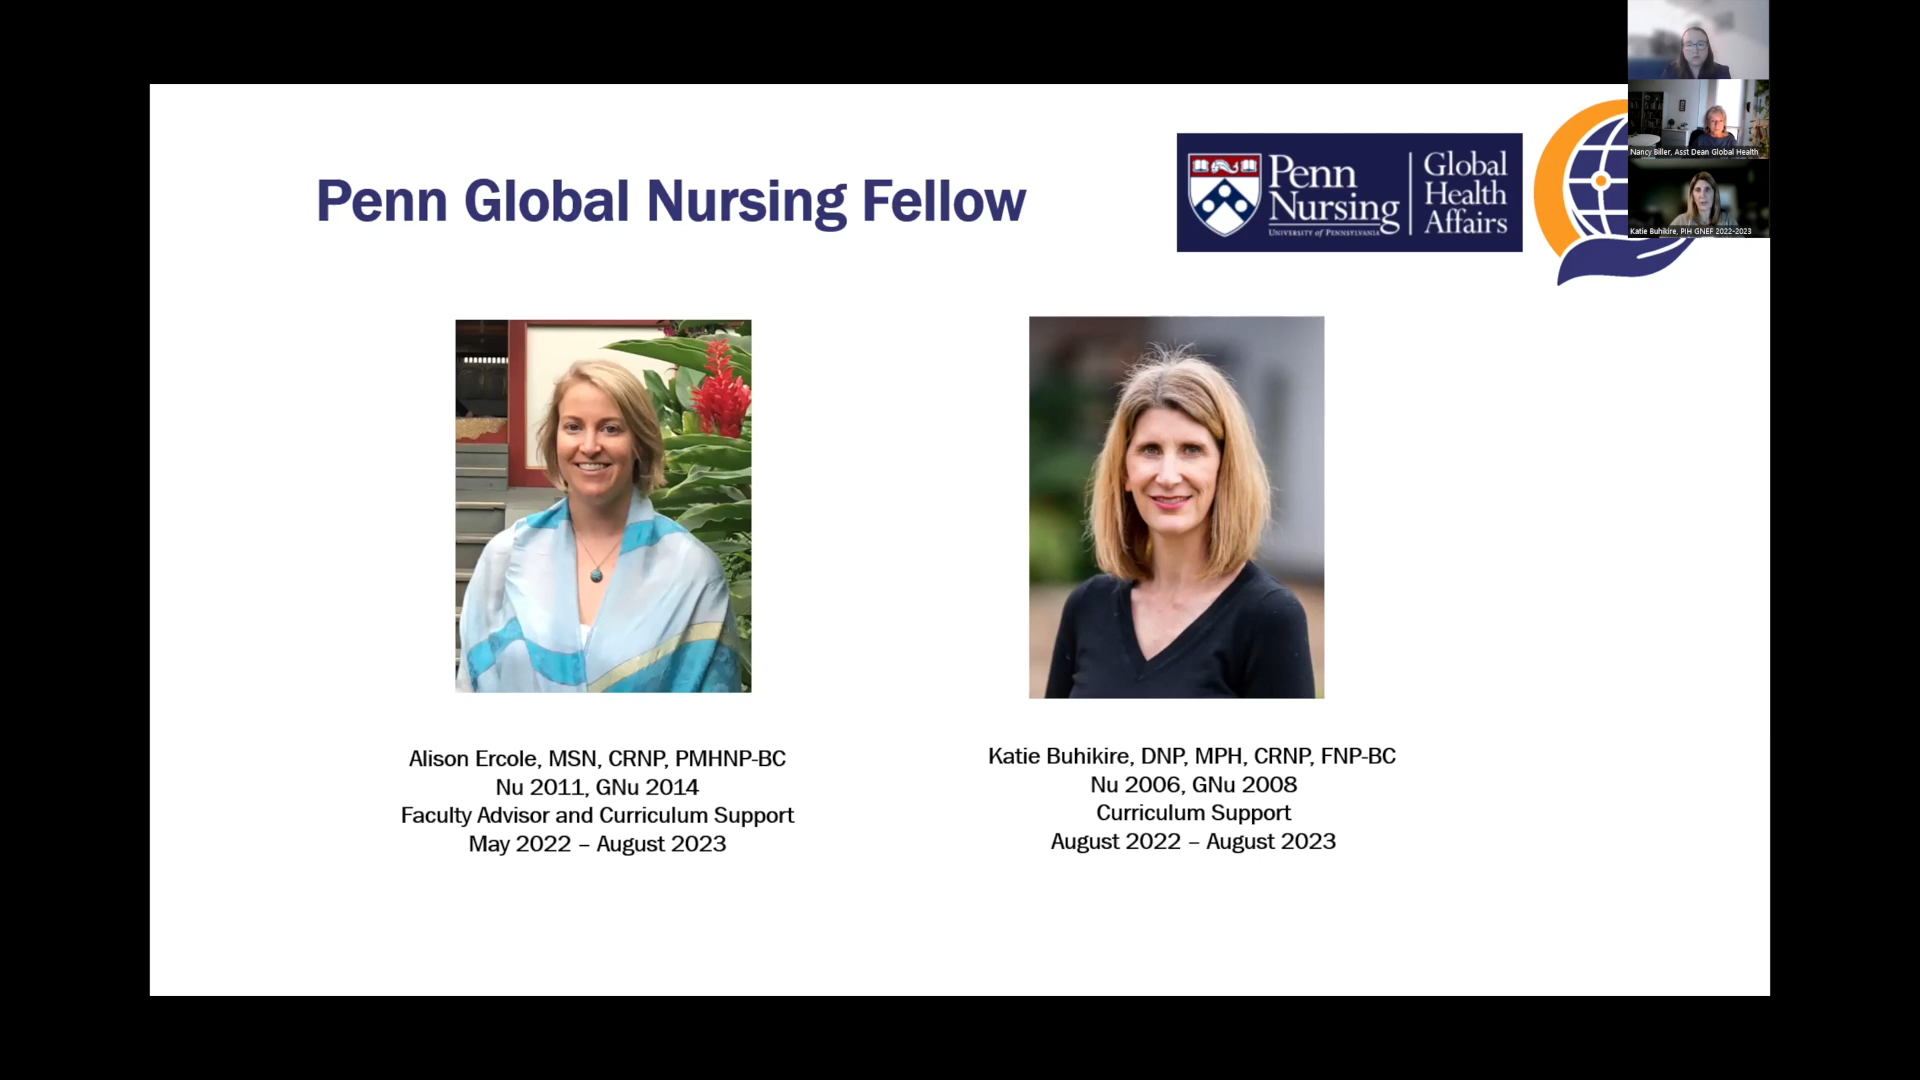 Penn Global Nursing Fellow
Penn
Nursing
UNIVERSITY of PENNSYLVANIA
Global
Health
Affairs
Nancy Biller, Asst Dean Global Health
Katie Buhikire, PIH GNEF 2022-2023
Alison Ercole, MSN, CRNP, PMHNP-BC
Nu 2011, GNu 2014
Faculty Advisor and Curriculum Support
May 2022 – August 2023
Katie Buhikire, DNP, MPH, CRNP, FNP-BC
Nu 2006, GNu 2008
Curriculum Support
August 2022 – August 2023